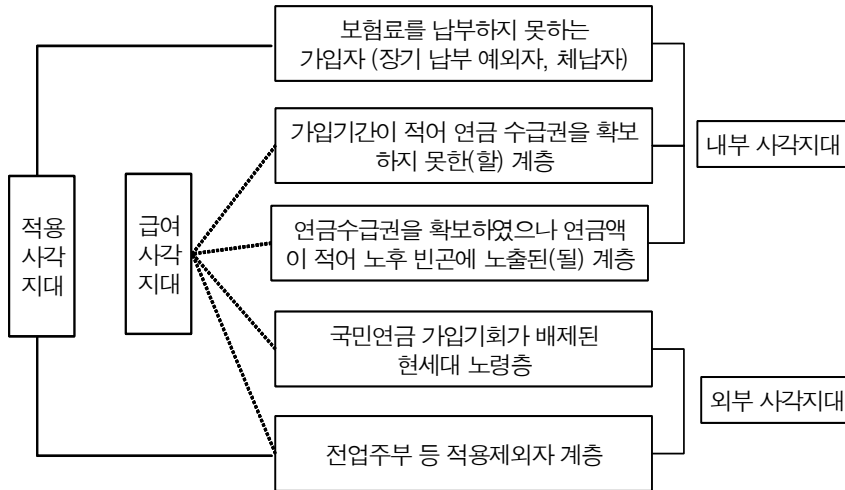 보험료를 납부하지 못하는
가입자 (장기 납부 예외자, 체납자)
가입기간이 적어 연금 수급권을 확보
하지 못한(할) 계층
내부 사각지대
적용
사각
지대
급여
사각
지대
연금수급권을 확보하였으나 연금액
이 적어 노후 빈곤에 노출된(될) 계층
국민연금 가입기회가 배제된
현세대 노령층
외부 사각지대
전업주부 등 적용제외자 계층